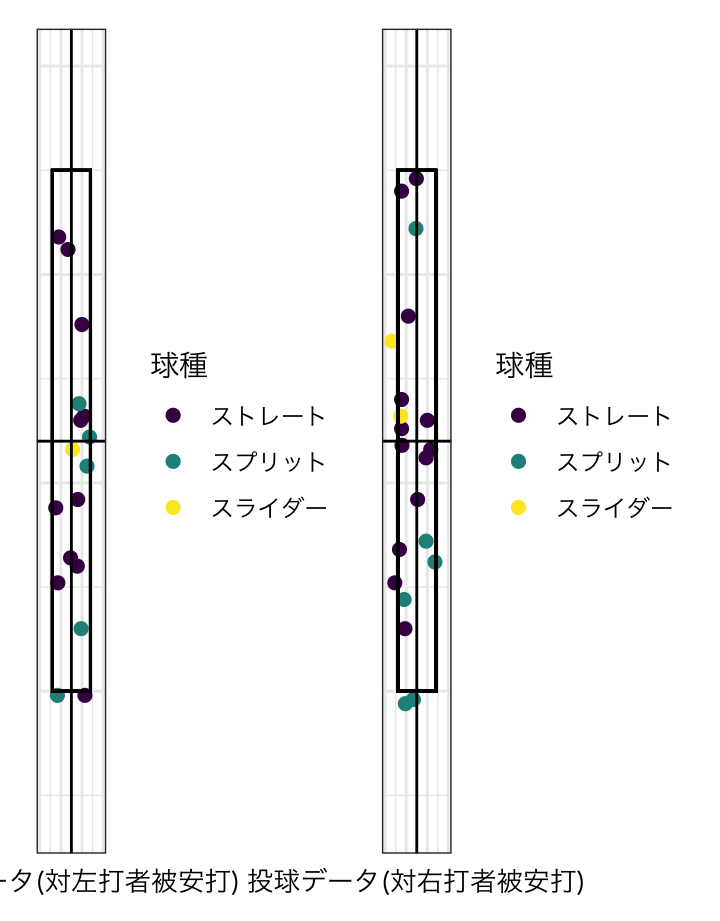 球種
ストレート
スプリット
スライダー
球種
ストレート
スプリット
スライダー
ータ(対左打者被安打) 投球データ(対右打者被安打)